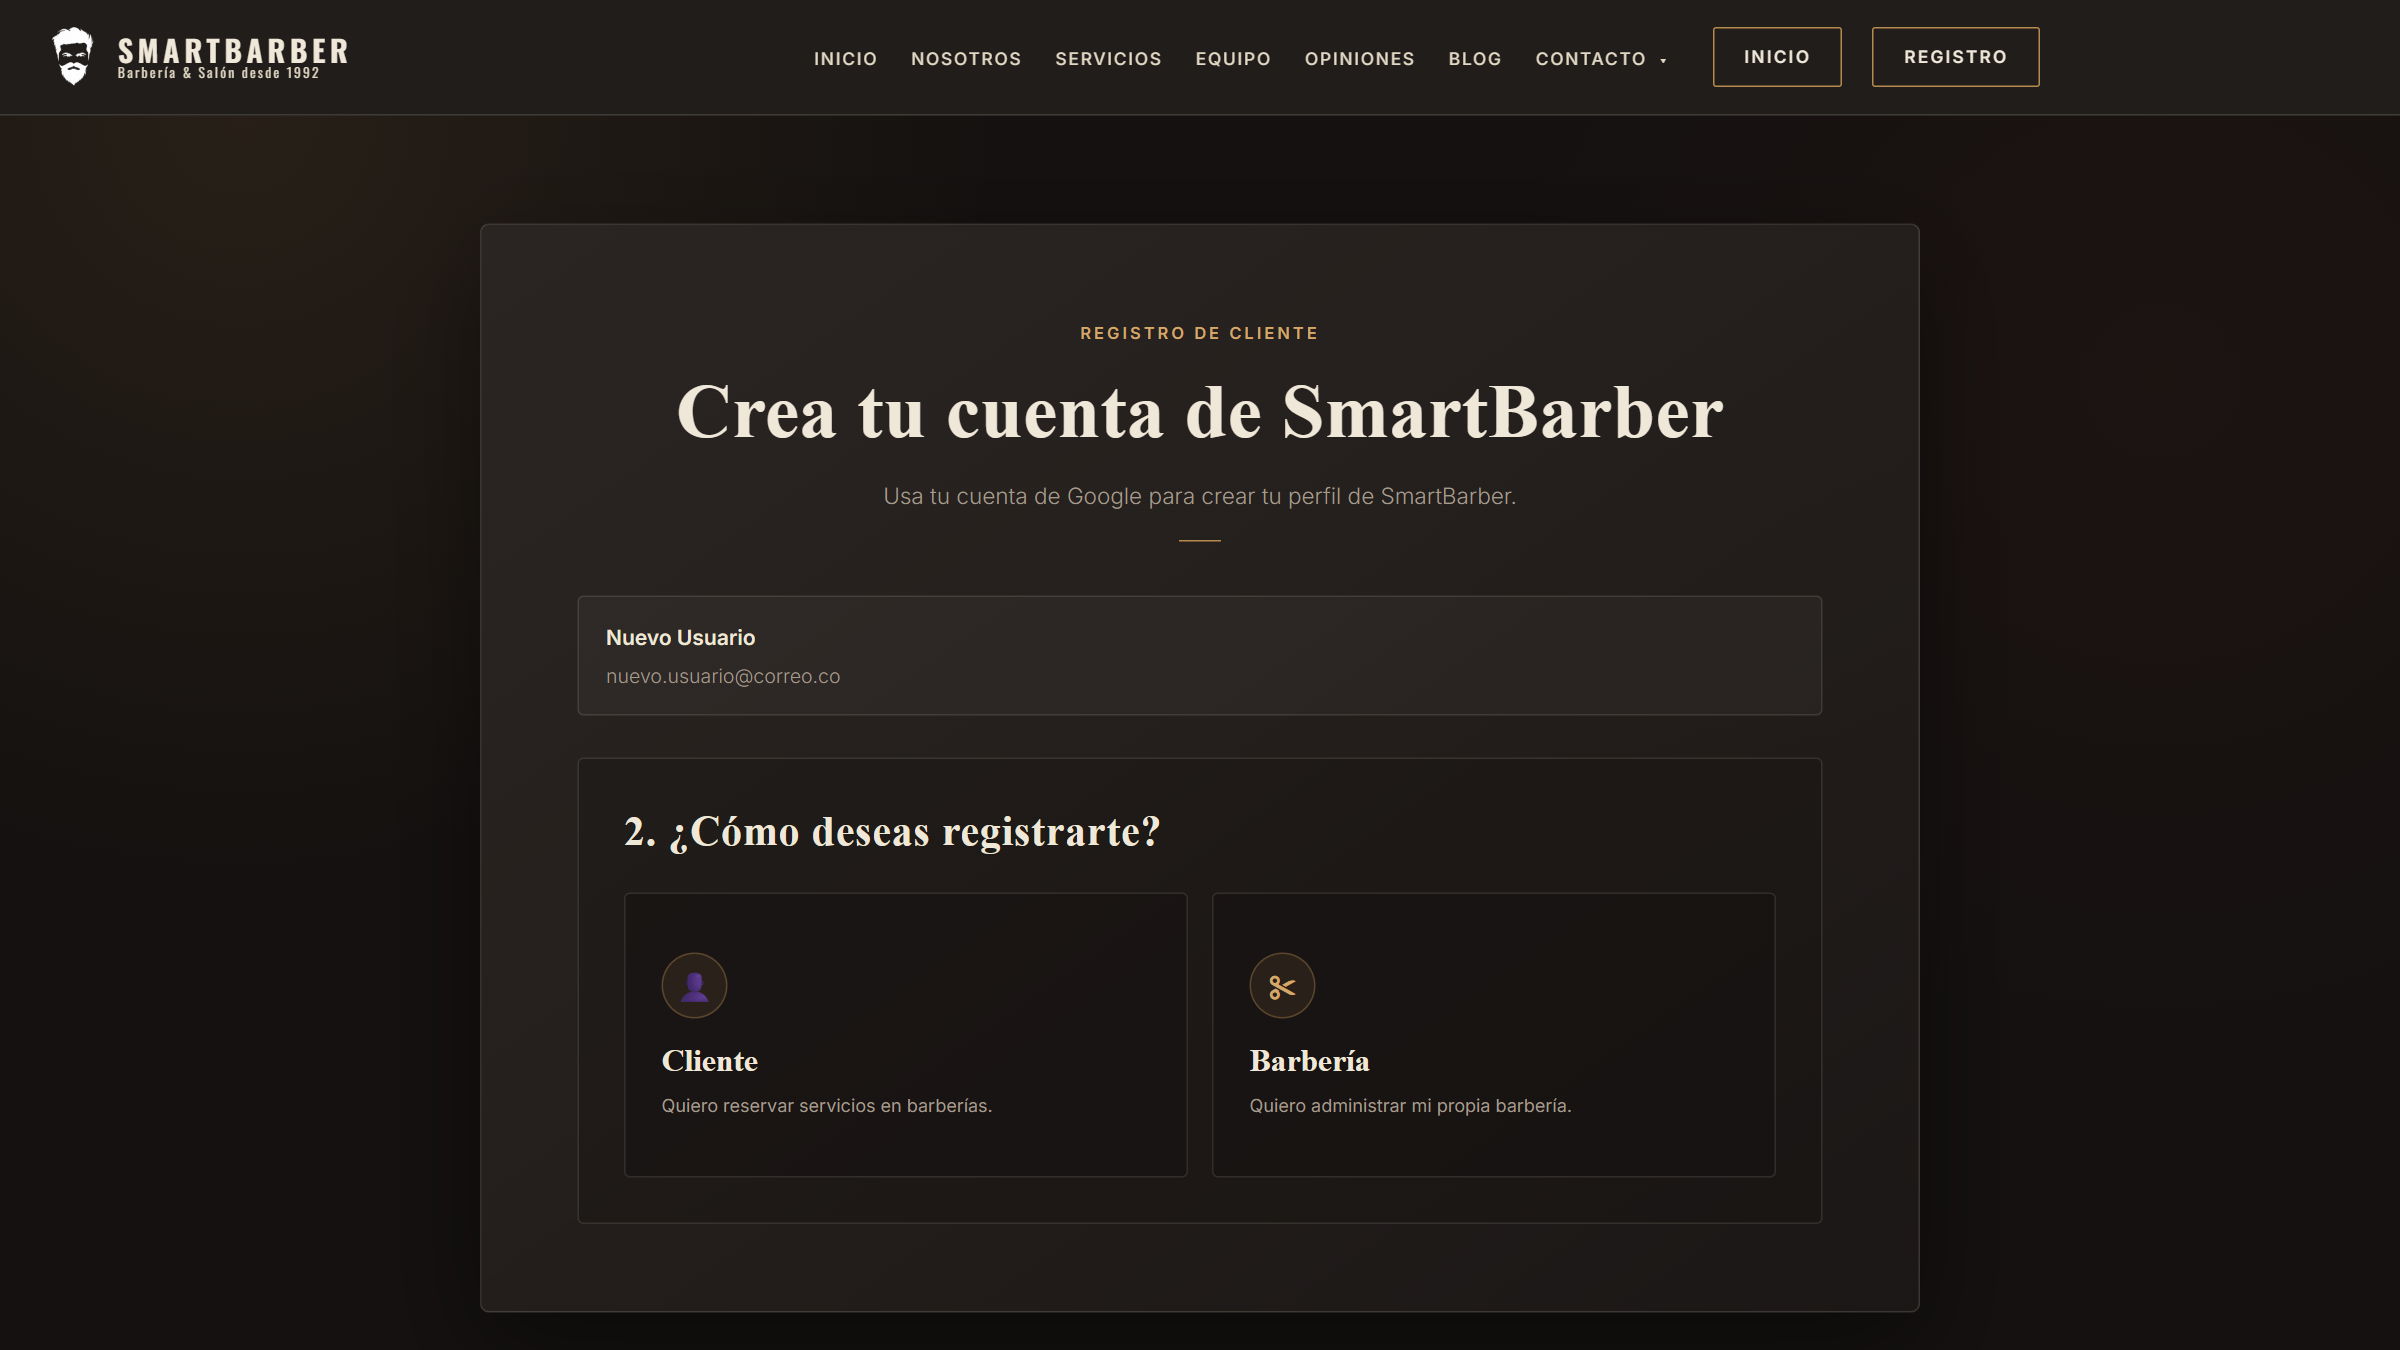 SMARTBARBER
Barbería & Salón desde 1992
INICIO NOSOTROS SERVICIOS EQUIPO OPINIONES BLOG CONTACTO INICIO REGISTRO
REGISTRO DE CLIENTE
Crea tu cuenta de SmartBarber
Usa tu cuenta de Google para crear tu perfil de SmartBarber.
Nuevo Usuario
nuevo.usuario@correo.co
2. ¿Cómo deseas registrarte?
Cliente
Quiero reservar servicios en barberías.
Barbería
Quiero administrar mi propia barbería.